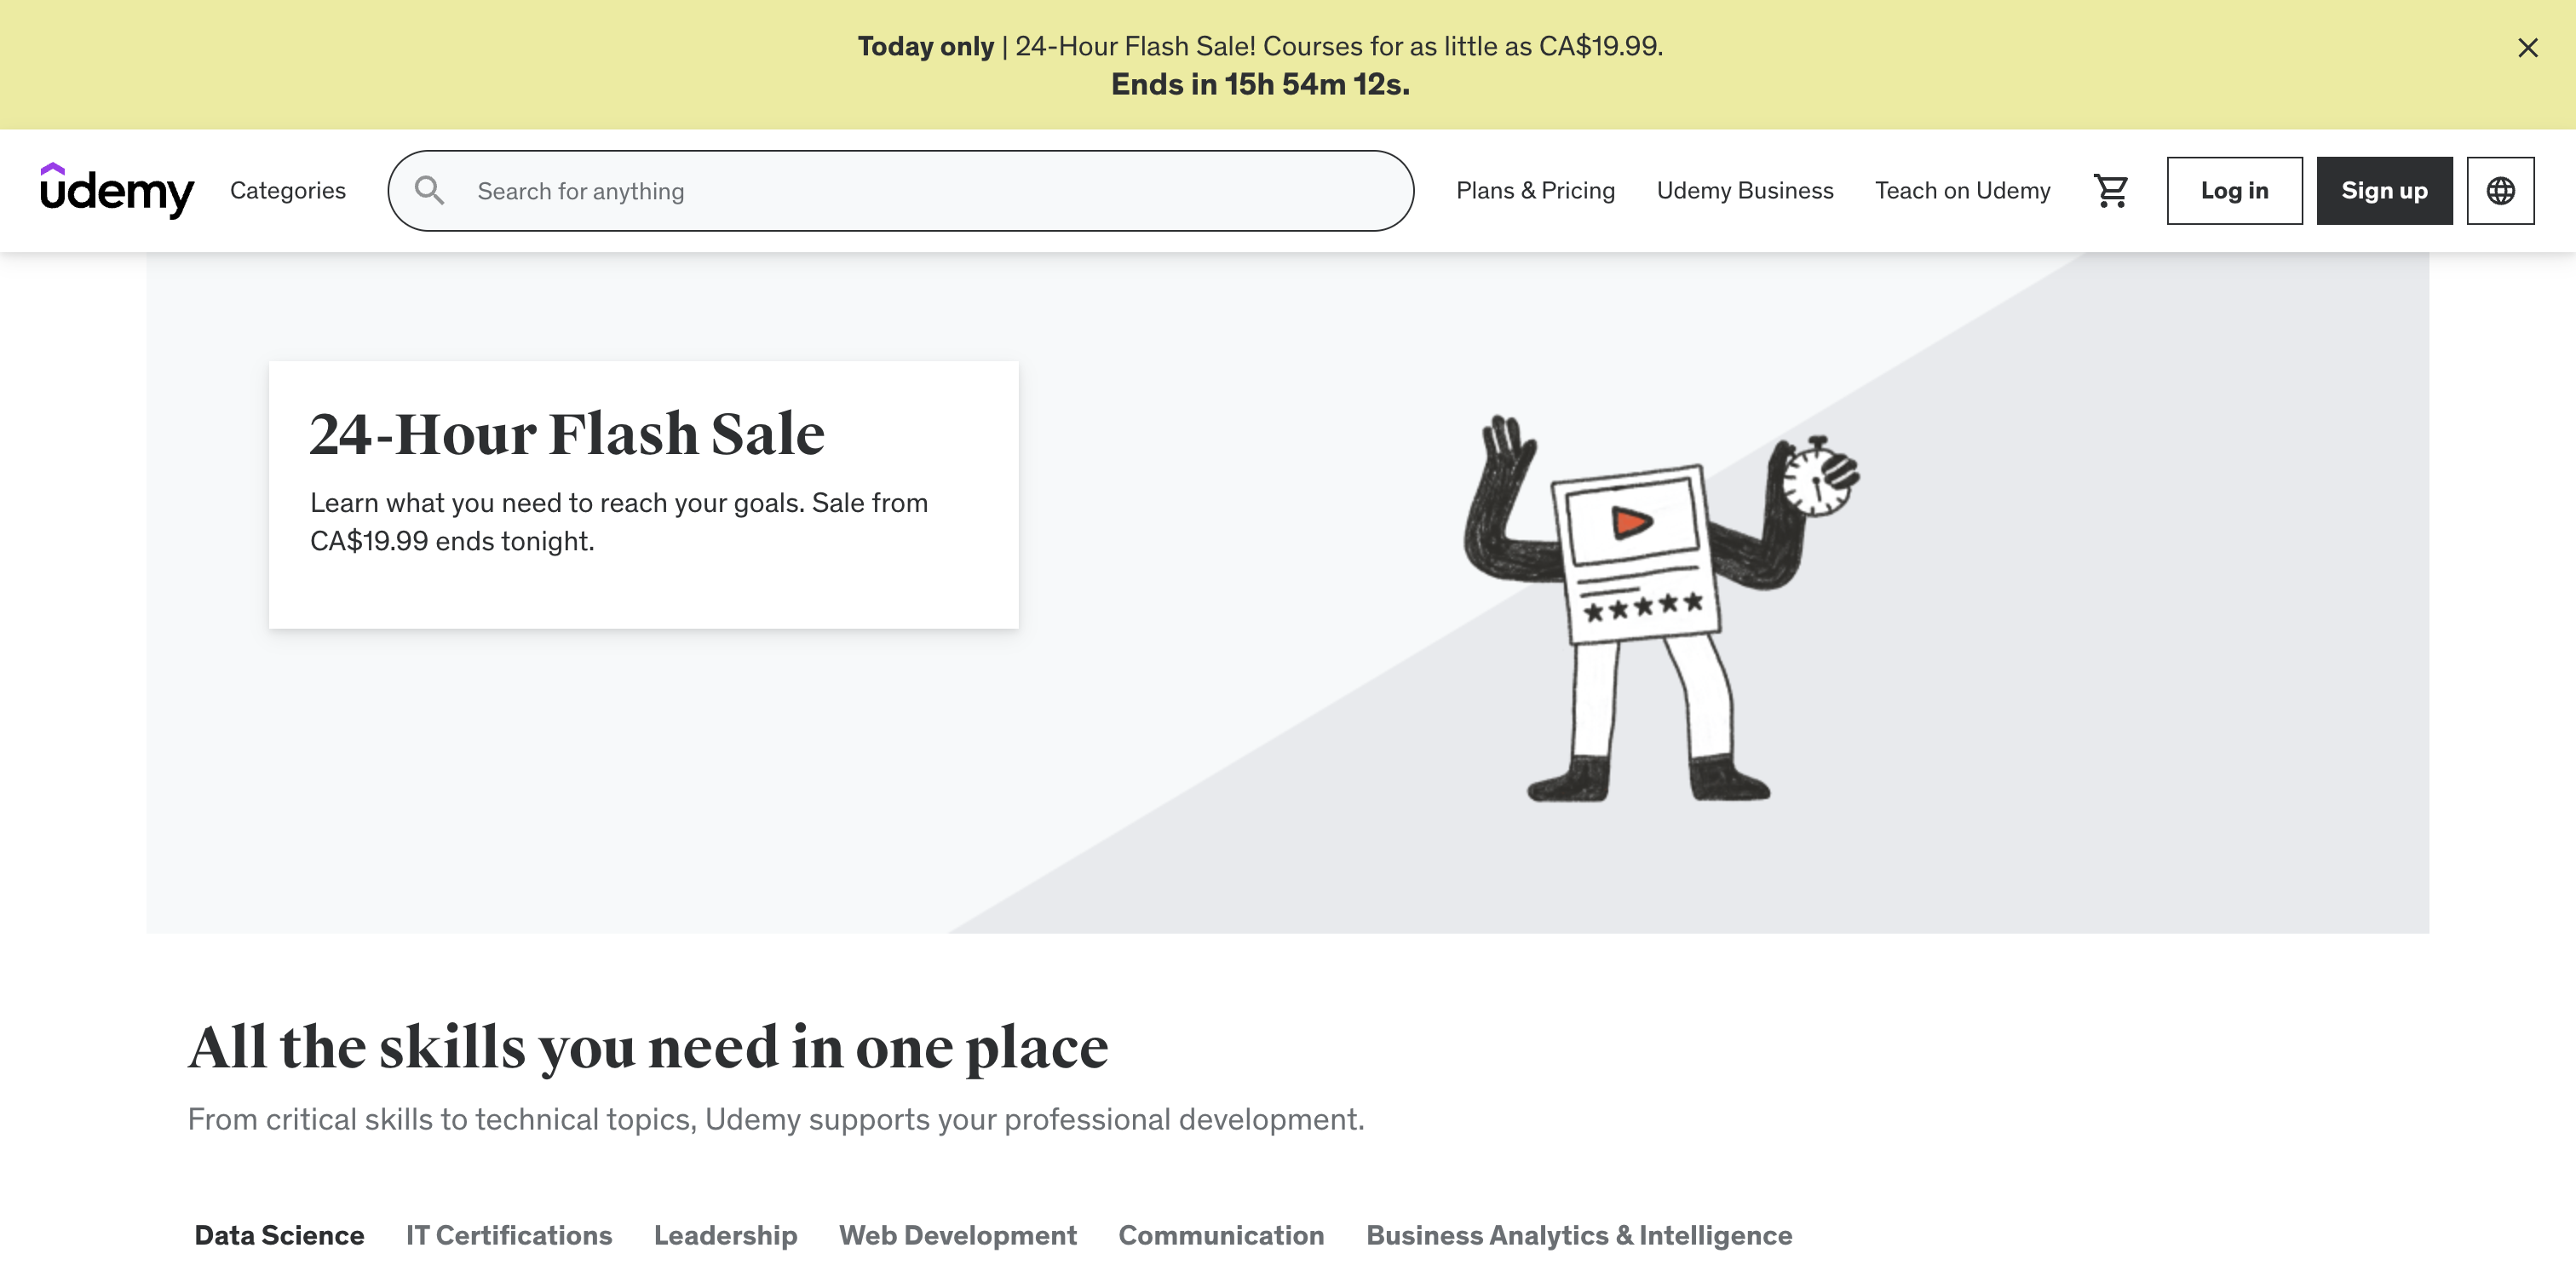 Today only | 24-Hour Flash Sale! Courses for as little as CA$19.99.
Ends in 15h 54m 12s.
udemy
Categories
Search for anything
Plans & Pricing
Udemy Business
Teach on Udemy
Log in
Sign up
24-Hour Flash Sale
Learn what you need to reach your goals. Sale from
CA$19.99 ends tonight.
All the skills you need in one place
From critical skills to technical topics, Udemy supports your professional development.
Data Science
IT Certifications
Leadership
Web Development
Communication
Business Analytics & Intelligence